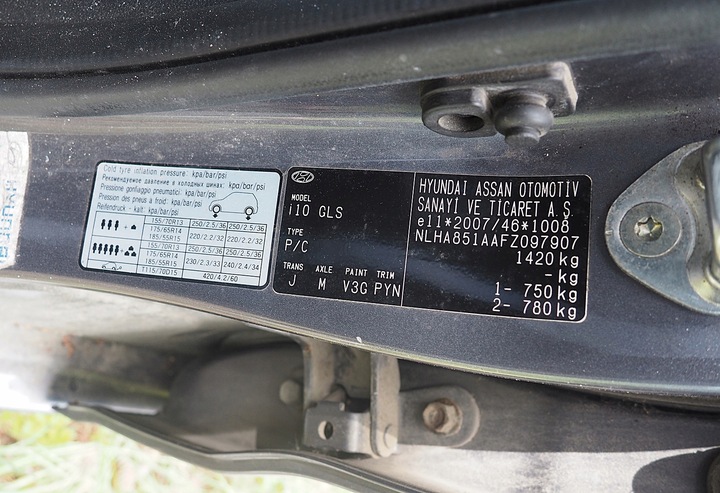 Cold tyre inflation pressure: kpa/bar/psi
Рекомендуемое давление в холодных шинах: kpa/bar/psi
Pressione gonfiaggio pneumatici: kpa/bar/psi
Pression des pneus à froid: kpa/bar/psi
Reifendruck - kalt: kpa/bar/psi
155/70R13 250/2.5/36 250/2.5/36
175/65R14
185/55R15 220/2.2/32 220/2.2/32
155/70R13 250/2.5/36 250/2.5/36
175/65R14
185/55R15 230/2.3/33 240/2.4/34
T115/70D15 420/4.2/60
MODEL
i10 GLS
TYPE
P/C
TRANS AXLE PAINT TRIM
J M V3G PYN
HYUNDAI ASSAN OTOMOTIV
SANAYİ VE TİCARET A.Ş.
e11*2007/46*1008
NLHA851AAFZ097907
1420 kg
- kg
1- 750 kg
2- 780 kg